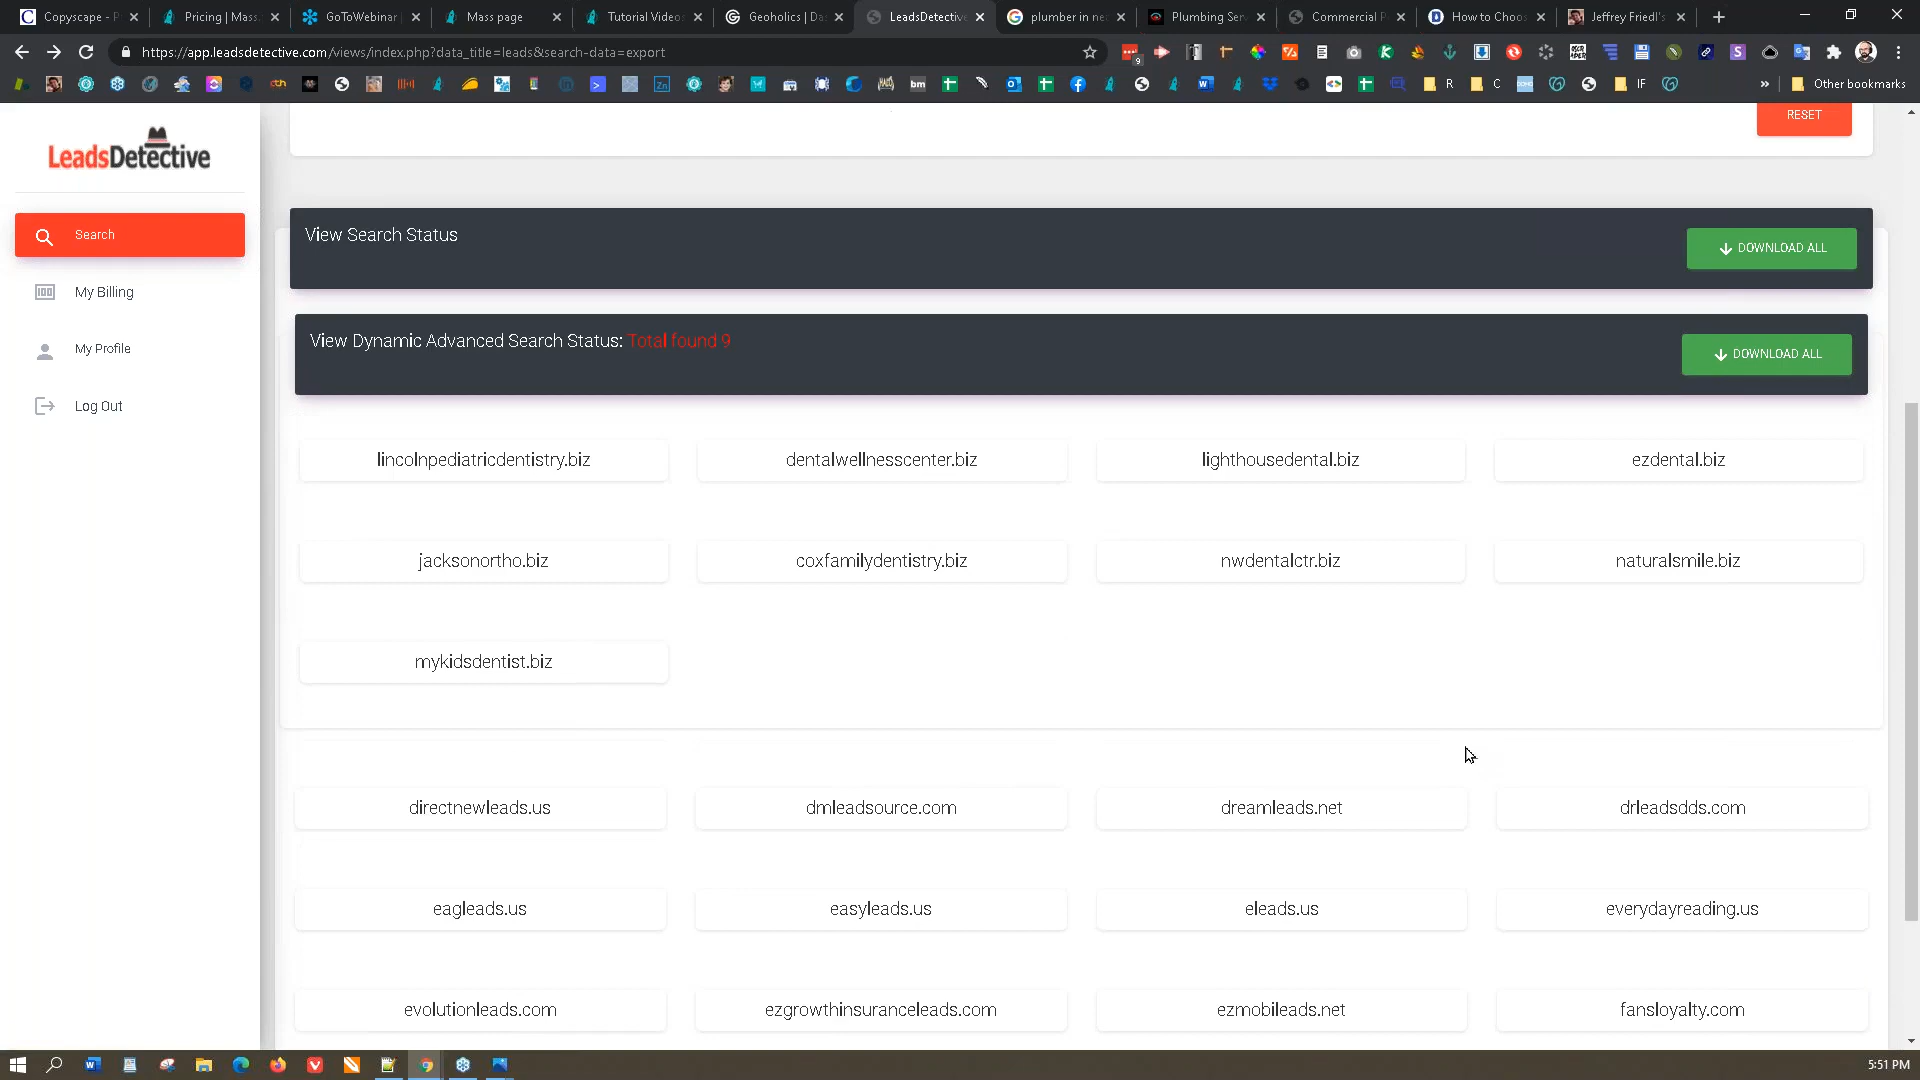 Copyscape - P
Pricing | Mass.
GoToWebinar
Mass page
Tutorial Videos
Geoholics | Da
LeadsDetective
plumber in ne
Plumbing Serv
Commercial P
How to Choos
Jeffrey Friedl's
https://app.leadsdetective.com/views/index.php?data_title=leads&search-data=export
R
C
IF
Other bookmarks
LeadsDetective
Search
My Billing
My Profile
Log Out
RESET
View Search Status
DOWNLOAD ALL
View Dynamic Advanced Search Status: Total found 9
DOWNLOAD ALL
lincolnpediatricdentistry.biz
dentalwellnesscenter.biz
lighthousedental.biz
ezdental.biz
jacksonortho.biz
coxfamilydentistry.biz
nwdentalctr.biz
naturalsmile.biz
mykidsdentist.biz
directnewleads.us
dmleadsource.com
dreamleads.net
drleadsdds.com
eagleads.us
easyleads.us
eleads.us
everydayreading.us
evolutionleads.com
ezgrowthinsuranceleads.com
ezmobileads.net
fansloyalty.com
5:51 PM